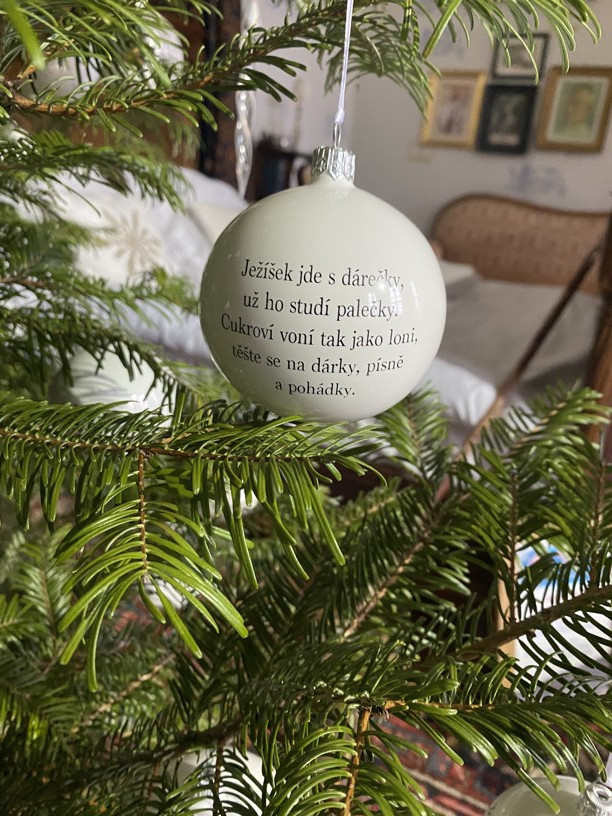 Ježíšek jde s dárečky,
už ho studí palečky.
Cukroví voní tak jako loni,
těšte se na dárky, písně
a pohádky.